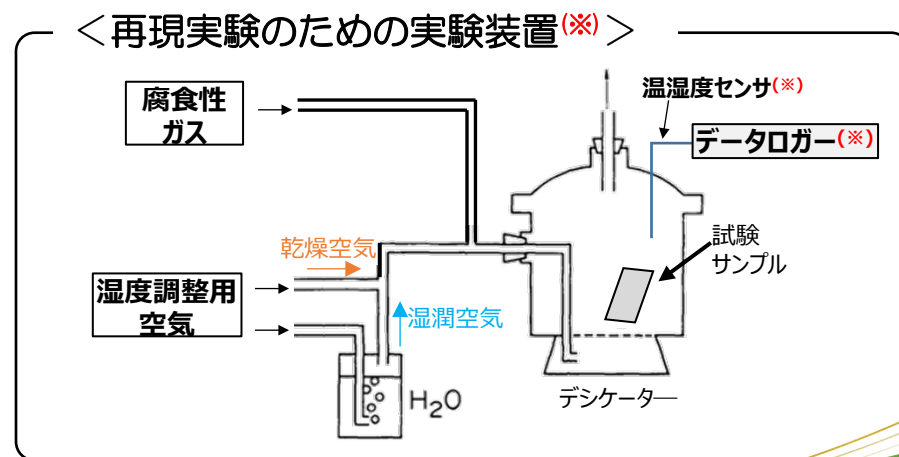 ＜再現実験のための実験装置(※)＞
腐食性
ガス
温湿度センサ(※)
データロガー(※)
乾燥空気
試験
サンプル
湿度調整用
空気
湿潤空気
H₂O
デシケーター